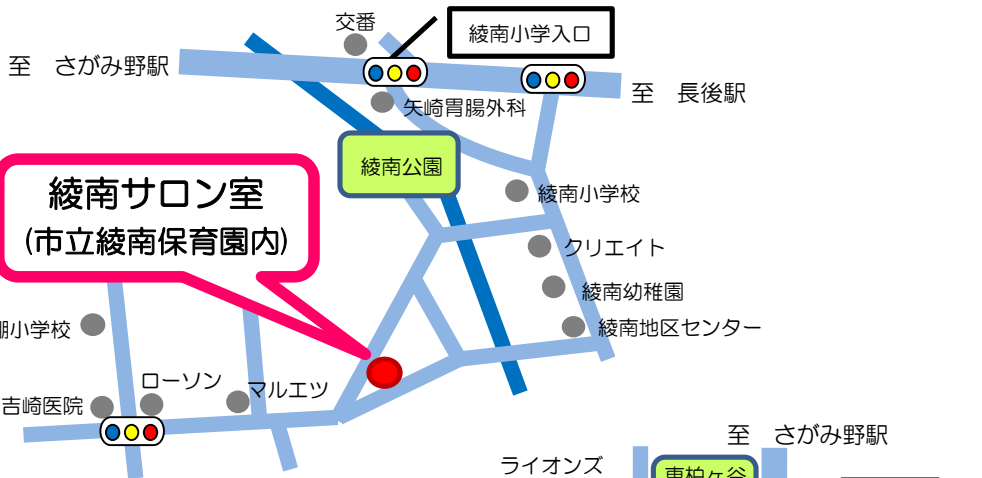 交番
綾南小学入口
至 さがみ野駅
至 長後駅
矢崎胃腸外科
綾南公園
綾南サロン室
(市立綾南保育園内)
綾南小学校
クリエイト
綾南幼稚園
綾南地区センター
小学校
ローソン
マルエツ
吉崎医院
至 さがみ野駅
ライオンズ
東柏ケ谷